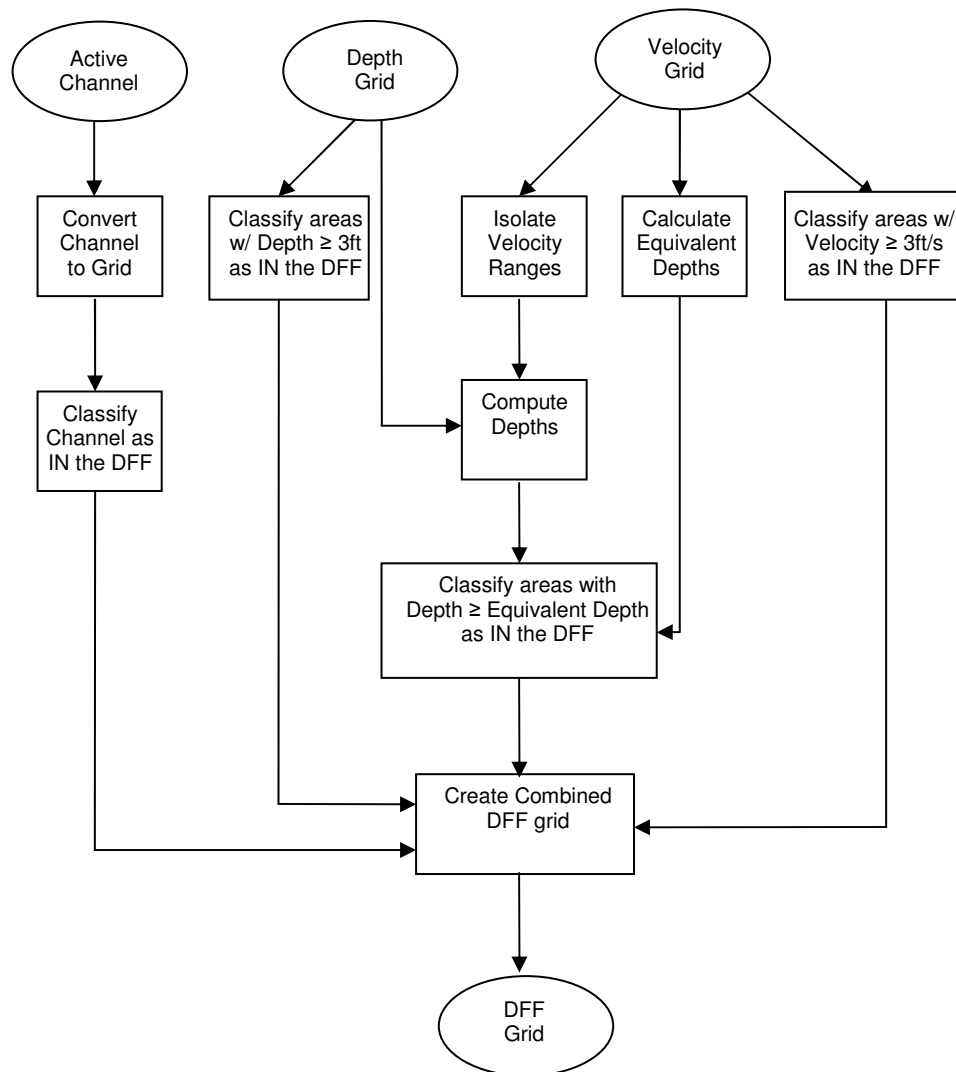 Active
Channel
Depth
Grid
Velocity
Grid
Convert
Channel
to Grid
Classify areas
w/ Depth ≥ 3ft
as IN the DFF
Isolate
Velocity
Ranges
Calculate
Equivalent
Depths
Classify areas w/
Velocity ≥ 3ft/s
as IN the DFF
Classify
Channel as
IN the DFF
Compute
Depths
Classify areas with
Depth ≥ Equivalent Depth
as IN the DFF
Create Combined
DFF grid
DFF
Grid